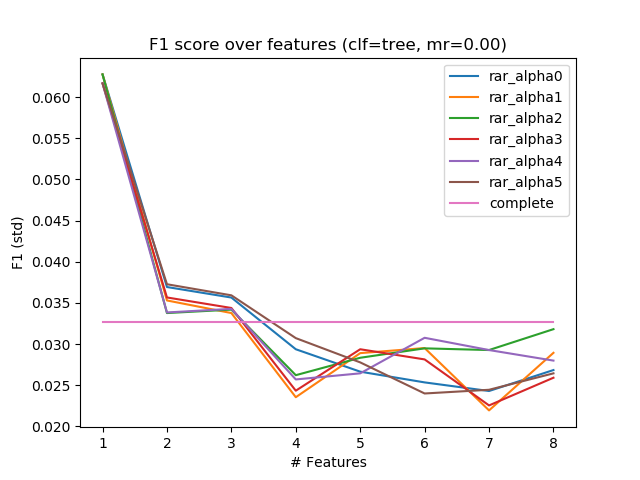 F1 score over features (clf=tree, mr=0.00)
rar_alpha0
rar_alpha1
rar_alpha2
rar_alpha3
rar_alpha4
rar_alpha5
complete
0.060
0.055
0.050
0.045
0.040
0.035
0.030
0.025
0.020
F1 (std)
1 2 3 4 5 6 7 8
# Features